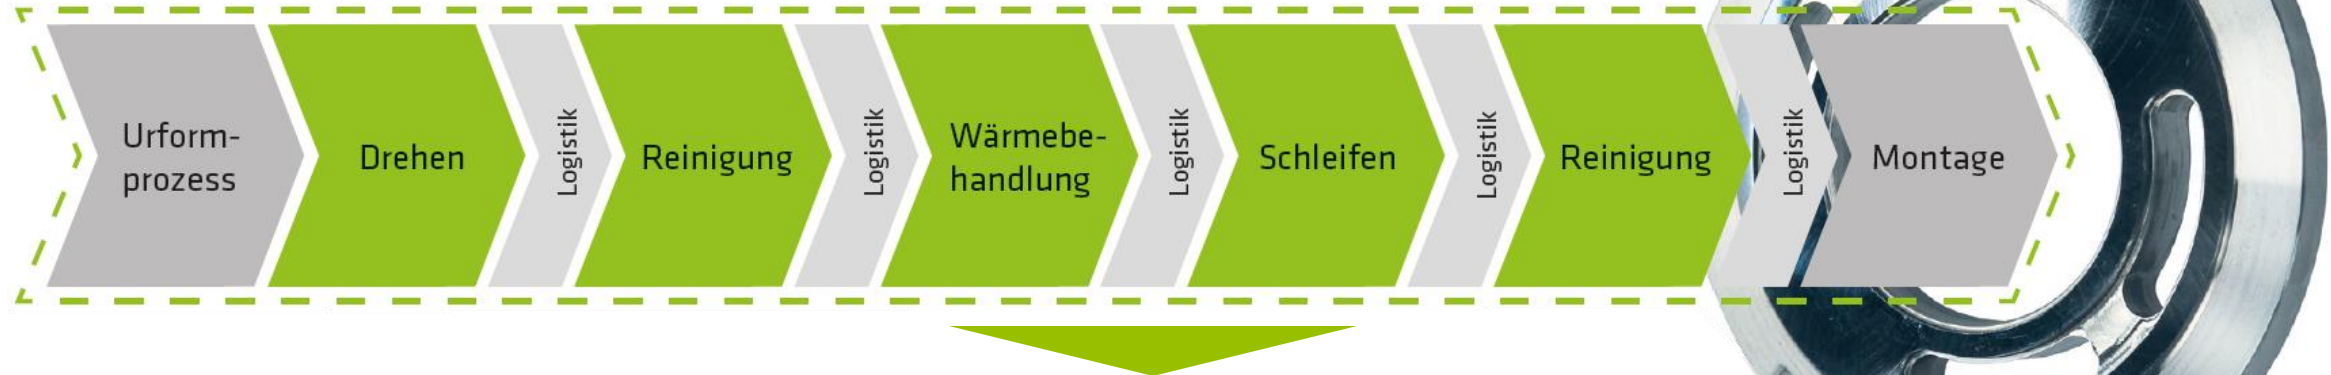 Urform-
prozess
Drehen
Logistik
Reinigung
Logistik
Wärmebe-
handlung
Logistik
Schleifen
Logistik
Reinigung
Logistik
Montage